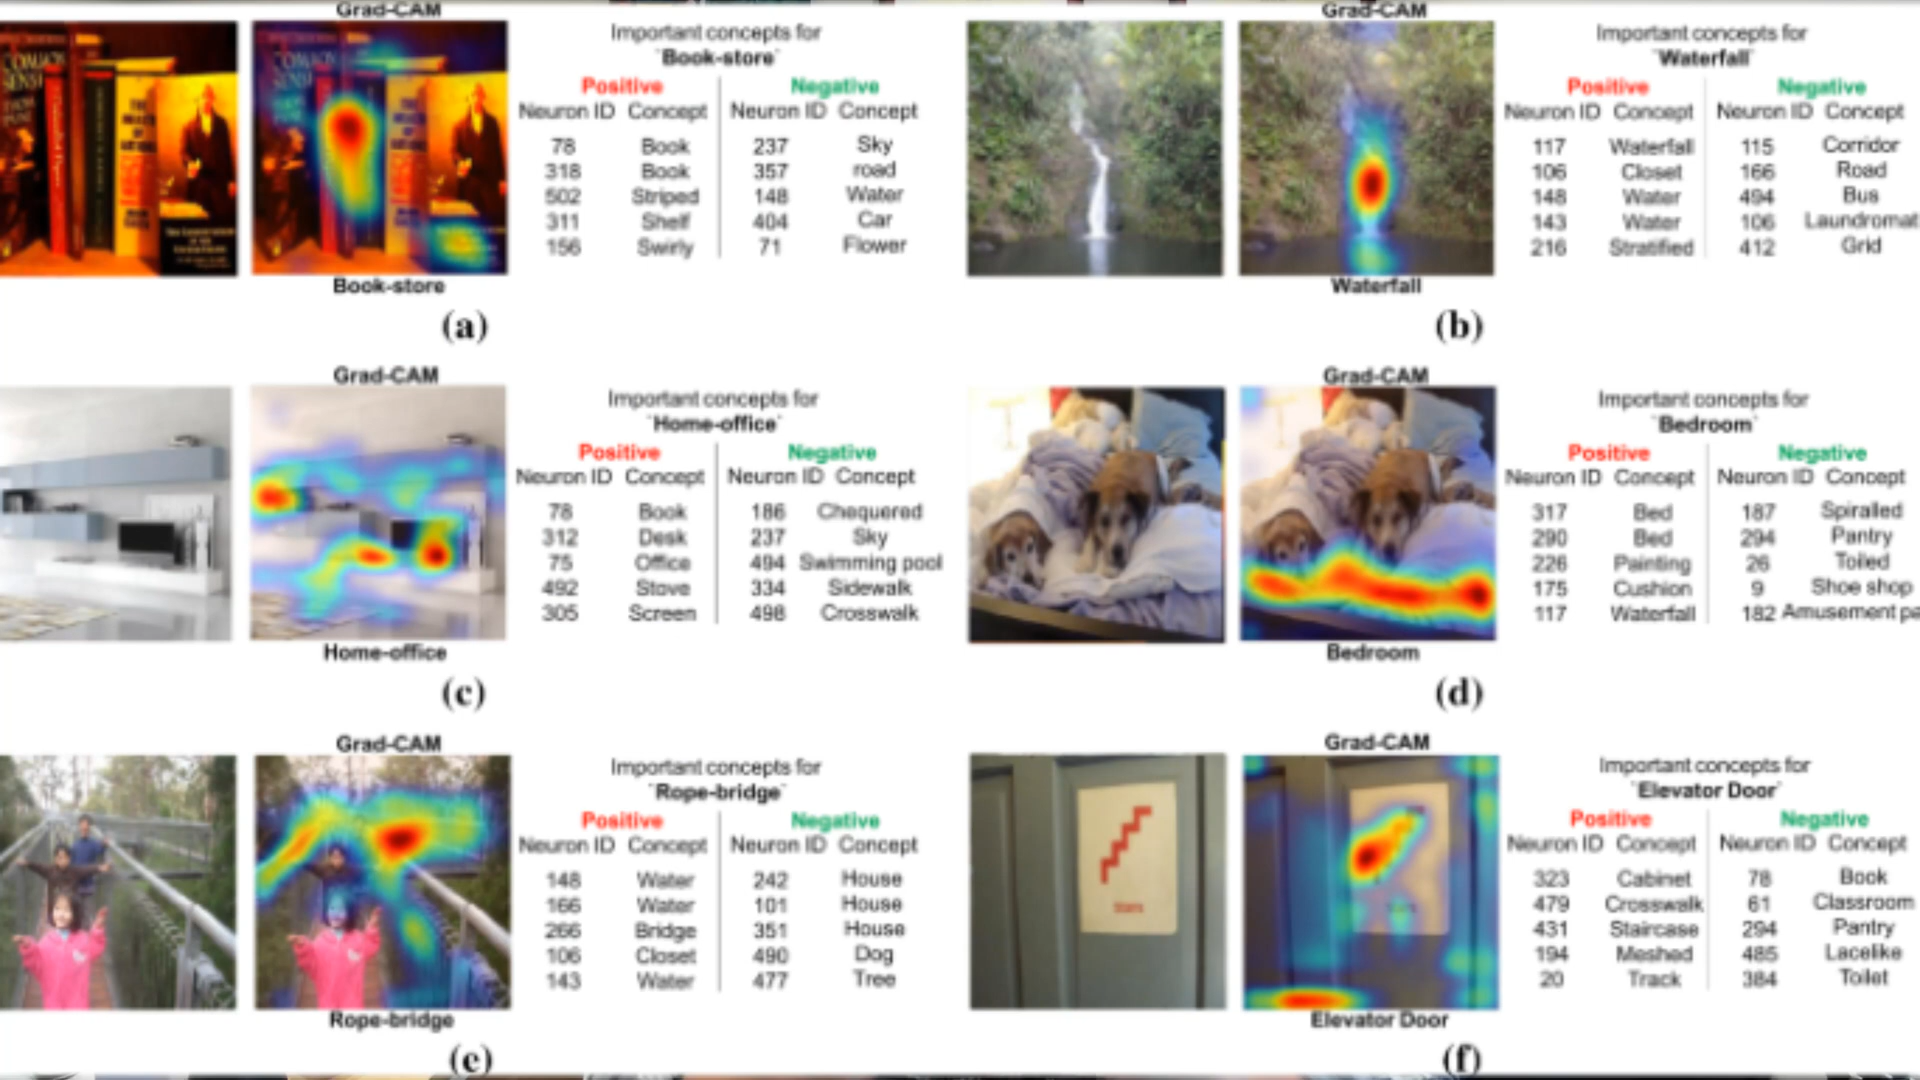 Grad-CAM
Important concepts for
`Book-store`
Positive Negative
Neuron ID Concept Neuron ID Concept
78 Book 237 Sky
318 Book 357 road
502 Striped 148 Water
311 Shelf 404 Car
156 Swirly 71 Flower
Book-store
(a)
Grad-CAM
Important concepts for
`Waterfall`
Positive Negative
Neuron ID Concept Neuron ID Concept
117 Waterfall 115 Corridor
106 Closet 166 Road
148 Water 494 Bus
143 Water 106 Laundromat
216 Stratified 412 Grid
Waterfall
(b)
Grad-CAM
Important concepts for
`Home-office`
Positive Negative
Neuron ID Concept Neuron ID Concept
78 Book 186 Chequered
312 Desk 237 Sky
75 Office 494 Swimming pool
492 Stove 334 Sidewalk
305 Screen 498 Crosswalk
Home-office
(c)
Grad-CAM
Important concepts for
`Bedroom`
Positive Negative
Neuron ID Concept Neuron ID Concept
317 Bed 187 Spiralled
290 Bed 294 Pantry
226 Painting 26 Toiled
175 Cushion 9 Shoe shop
117 Waterfall 182 Amusement pa
Bedroom
(d)
Grad-CAM
Important concepts for
`Rope-bridge`
Positive Negative
Neuron ID Concept Neuron ID Concept
148 Water 242 House
166 Water 101 House
266 Bridge 351 House
106 Closet 490 Dog
143 Water 477 Tree
Rope-bridge
(e)
Grad-CAM
Important concepts for
`Elevator Door`
Positive Negative
Neuron ID Concept Neuron ID Concept
323 Cabinet 78 Book
479 Crosswalk 61 Classroom
431 Staircase 294 Pantry
194 Meshed 485 Lacelike
20 Track 384 Toilet
Stairs
Elevator Door
(f)